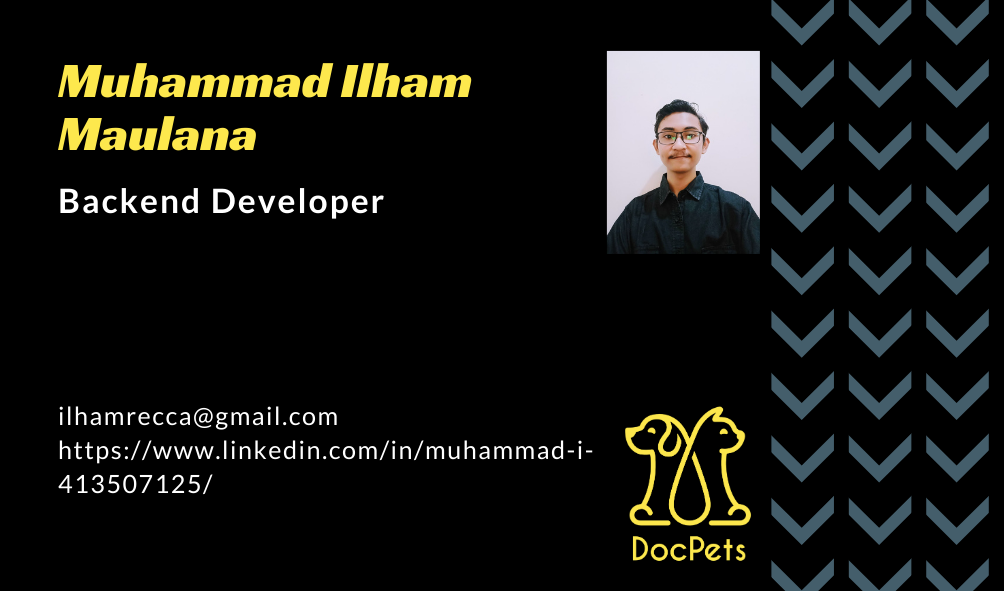 Muhammad Ilham
Maulana
Backend Developer
ilhamrecca@gmail.com
https://www.linkedin.com/in/muhammad-i-
413507125/
DocPets